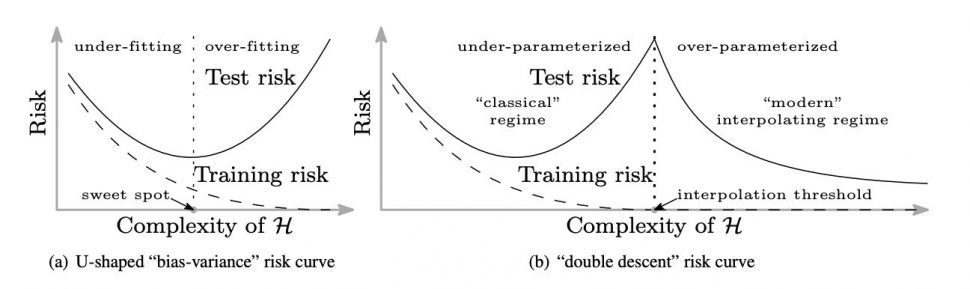 under-fitting
over-fitting
Test risk
Risk
Training risk
sweet spot
Complexity of ℋ
(a) U-shaped “bias-variance” risk curve
under-parameterized
over-parameterized
Test risk
“classical”
regime
“modern”
interpolating regime
Risk
Training risk
interpolation threshold
Complexity of ℋ
(b) “double descent” risk curve